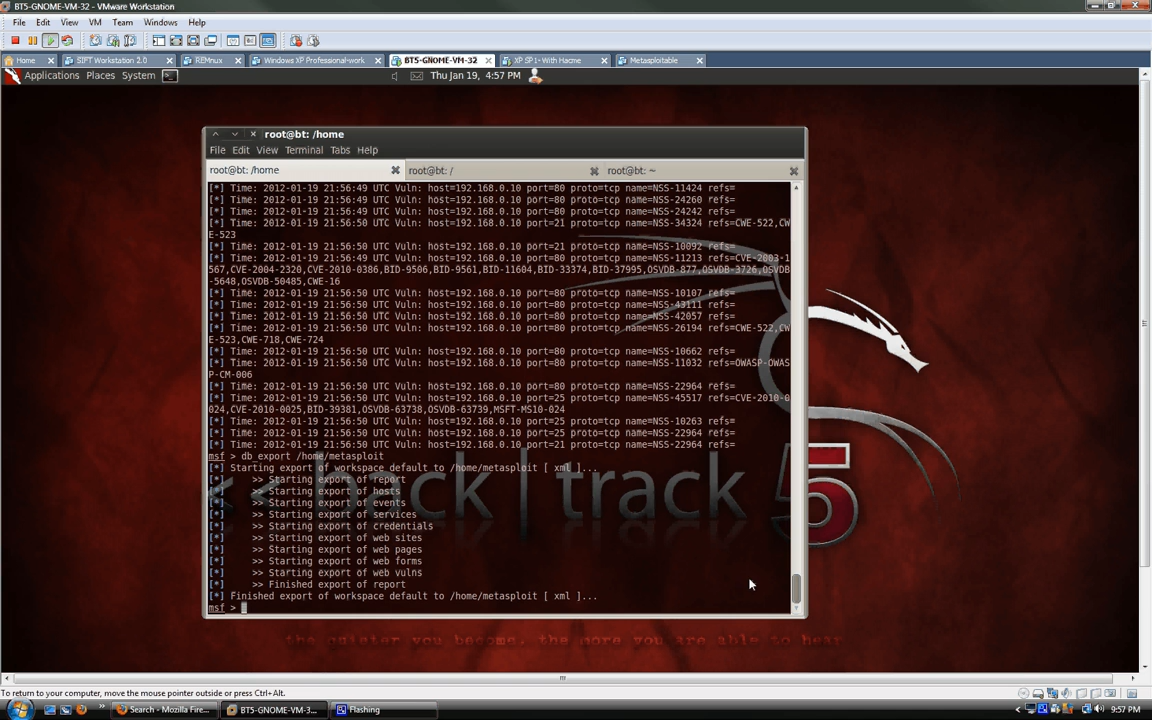 BT5-GNOME-VM-32 - VMware Workstation
File Edit View VM Team Windows Help
Home SIFT Workstation 2.0 REMnux Windows XP Professional-work BT5-GNOME-VM-32 XP SP1- With Hacme Metasploitable
Applications Places System Thu Jan 19, 4:57 PM
root@bt: /home
File Edit View Terminal Tabs Help
root@bt: /home root@bt: / root@bt: ~
[*] Time: 2012-01-19 21:56:49 UTC Vuln: host=192.168.0.10 port=80 proto=tcp name=NSS-11424 refs=
[*] Time: 2012-01-19 21:56:49 UTC Vuln: host=192.168.0.10 port=80 proto=tcp name=NSS-24260 refs=
[*] Time: 2012-01-19 21:56:49 UTC Vuln: host=192.168.0.10 port=80 proto=tcp name=NSS-24242 refs=
[*] Time: 2012-01-19 21:56:50 UTC Vuln: host=192.168.0.10 port=21 proto=tcp name=NSS-34324 refs=CWE-522,CW
E-523
[*] Time: 2012-01-19 21:56:50 UTC Vuln: host=192.168.0.10 port=21 proto=tcp name=NSS-10092 refs=
[*] Time: 2012-01-19 21:56:49 UTC Vuln: host=192.168.0.10 port=80 proto=tcp name=NSS-11213 refs=CVE-2003-1
567,CVE-2004-2320,CVE-2010-0386,BID-9506,BID-9561,BID-11604,BID-33374,BID-37995,OSVDB-877,OSVDB-3726,OSVDB
-5648,OSVDB-50485,CWE-16
[*] Time: 2012-01-19 21:56:50 UTC Vuln: host=192.168.0.10 port=80 proto=tcp name=NSS-10107 refs=
[*] Time: 2012-01-19 21:56:50 UTC Vuln: host=192.168.0.10 port=80 proto=tcp name=NSS-43111 refs=
[*] Time: 2012-01-19 21:56:50 UTC Vuln: host=192.168.0.10 port=80 proto=tcp name=NSS-42057 refs=
[*] Time: 2012-01-19 21:56:50 UTC Vuln: host=192.168.0.10 port=80 proto=tcp name=NSS-26194 refs=CWE-522,CW
E-523,CWE-718,CWE-724
[*] Time: 2012-01-19 21:56:50 UTC Vuln: host=192.168.0.10 port=80 proto=tcp name=NSS-10662 refs=
[*] Time: 2012-01-19 21:56:50 UTC Vuln: host=192.168.0.10 port=80 proto=tcp name=NSS-11032 refs=OWASP-OWAS
P-CM-006
[*] Time: 2012-01-19 21:56:50 UTC Vuln: host=192.168.0.10 port=80 proto=tcp name=NSS-22964 refs=
[*] Time: 2012-01-19 21:56:50 UTC Vuln: host=192.168.0.10 port=25 proto=tcp name=NSS-45517 refs=CVE-2010-0
024,CVE-2010-0025,BID-39381,OSVDB-63738,OSVDB-63739,MSFT-MS10-024
[*] Time: 2012-01-19 21:56:50 UTC Vuln: host=192.168.0.10 port=25 proto=tcp name=NSS-10263 refs=
[*] Time: 2012-01-19 21:56:50 UTC Vuln: host=192.168.0.10 port=25 proto=tcp name=NSS-22964 refs=
[*] Time: 2012-01-19 21:56:50 UTC Vuln: host=192.168.0.10 port=21 proto=tcp name=NSS-22964 refs=
msf > db_export /home/metasploit
[*] Starting export of workspace default to /home/metasploit [ xml ]...
[*] >> Starting export of report
[*] >> Starting export of hosts
[*] >> Starting export of events
[*] >> Starting export of services
[*] >> Starting export of credentials
[*] >> Starting export of web sites
[*] >> Starting export of web pages
[*] >> Starting export of web forms
[*] >> Starting export of web vulns
[*] >> Finished export of report
[*] Finished export of workspace default to /home/metasploit [ xml ]...
msf >
<< back | track 5
the quieter you become, the more you are able to hear
To return to your computer, move the mouse pointer outside or press Ctrl+Alt.
Search - Mozilla Fire... BT5-GNOME-VM-3... Flashing 9:57 PM